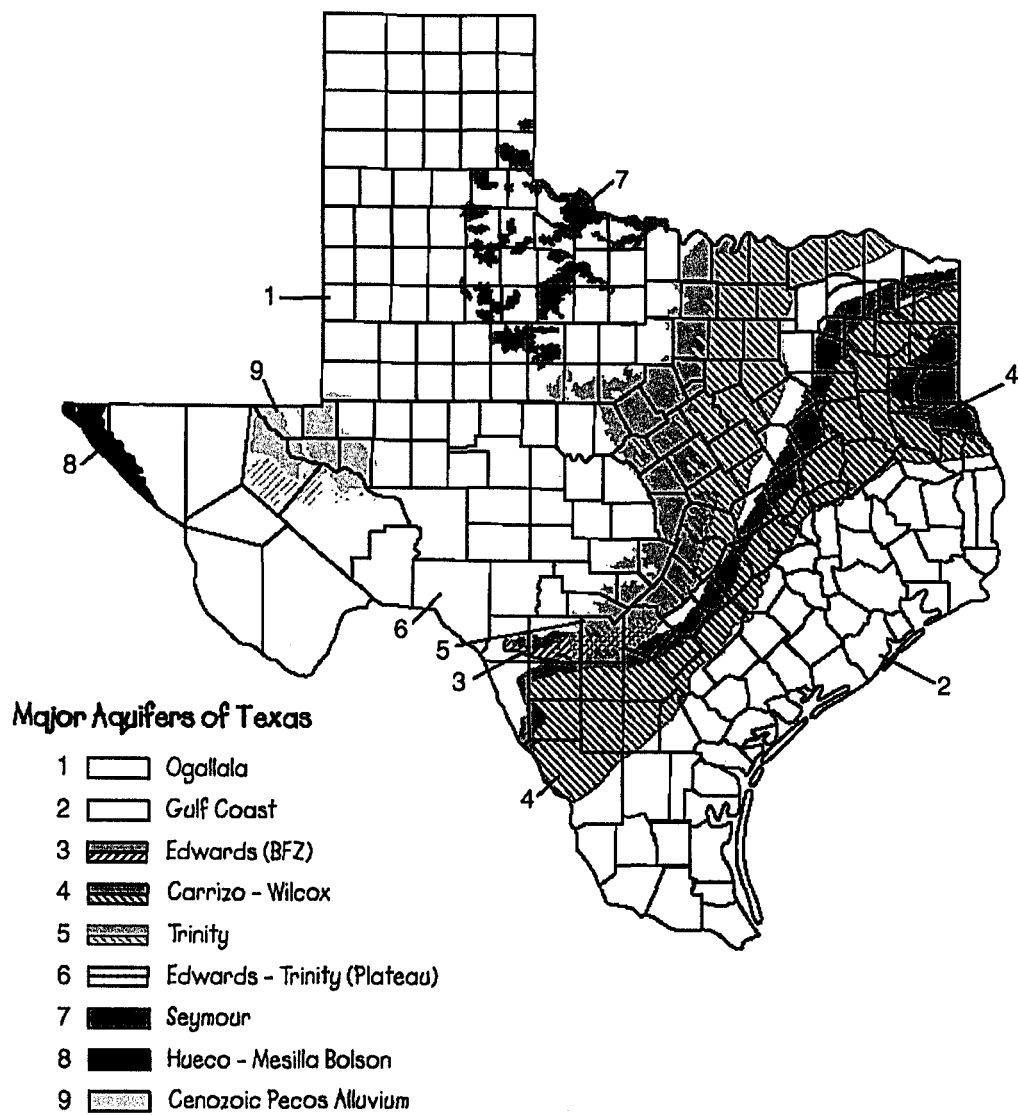 7
1
9
4
8
6
5
3
2
4
Major Aquifers of Texas
1 Ogallala
2 Gulf Coast
3 Edwards (BFZ)
4 Carrizo - Wilcox
5 Trinity
6 Edwards - Trinity (Plateau)
7 Seymour
8 Hueco - Mesilla Bolson
9 Cenozoic Pecos Alluvium